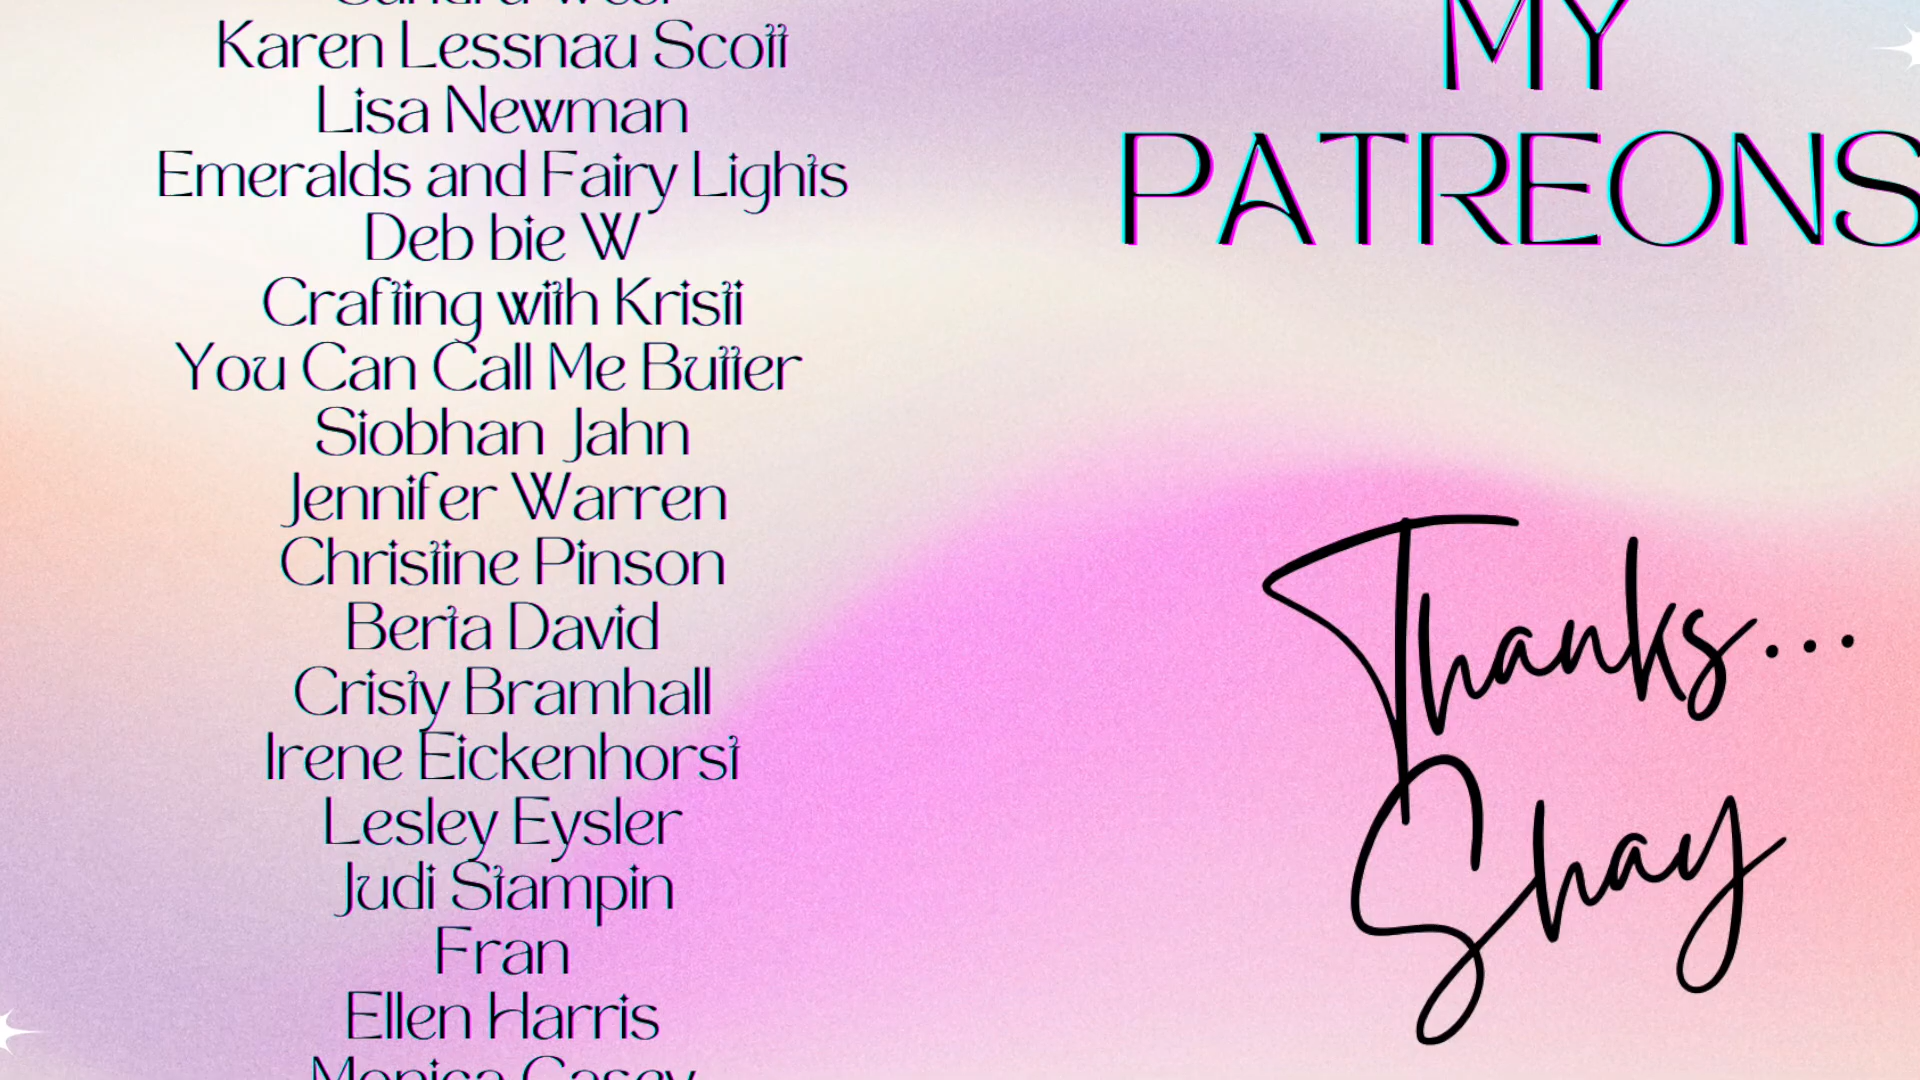 Karen Lessnau Scott
Lisa Newman
Emeralds and Fairy Lights
Deb bie W
Crafting with Kristi
You Can Call Me Butter
Siobhan Jahn
Jennifer Warren
Christine Pinson
Berta David
Cristy Bramhall
Irene Eickenhorst
Lesley Eysler
Judi Stampin
Fran
Ellen Harris
Monica Casey
MY
PATREONS
Thanks...
Shay